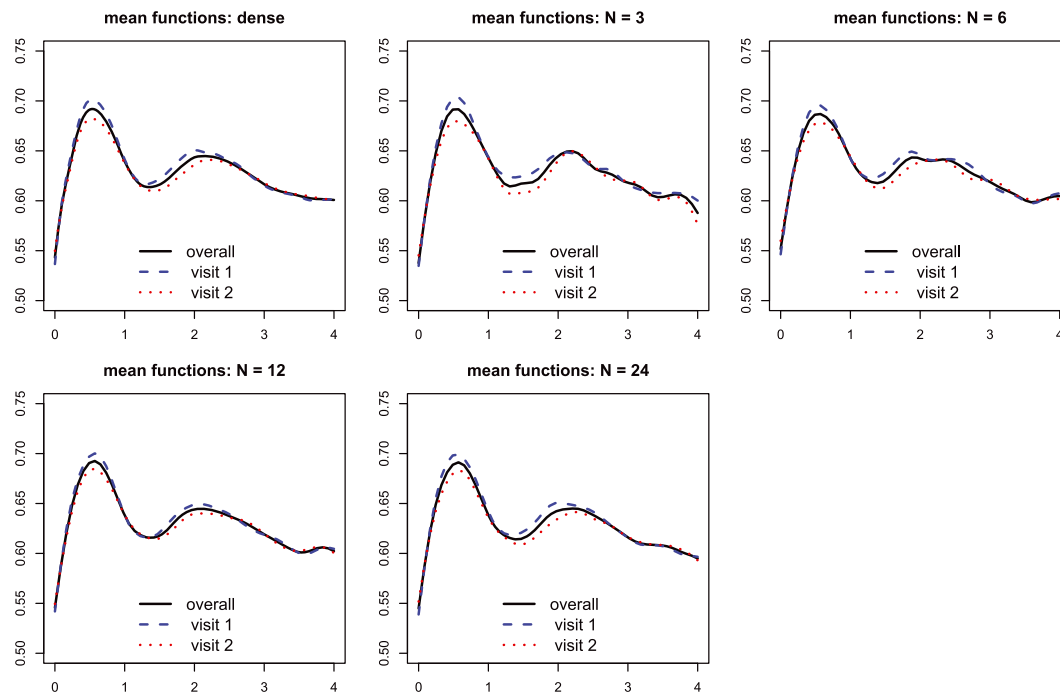 mean functions: dense
0.75
0.70
0.65
0.60
0.55
0.50
overall
visit 1
visit 2
0 1 2 3 4
mean functions: N = 3
0.75
0.70
0.65
0.60
0.55
0.50
overall
visit 1
visit 2
0 1 2 3 4
mean functions: N = 6
0.75
0.70
0.65
0.60
0.55
0.50
overall
visit 1
visit 2
0 1 2 3 4
mean functions: N = 12
0.75
0.70
0.65
0.60
0.55
0.50
overall
visit 1
visit 2
0 1 2 3 4
mean functions: N = 24
0.75
0.70
0.65
0.60
0.55
0.50
overall
visit 1
visit 2
0 1 2 3 4